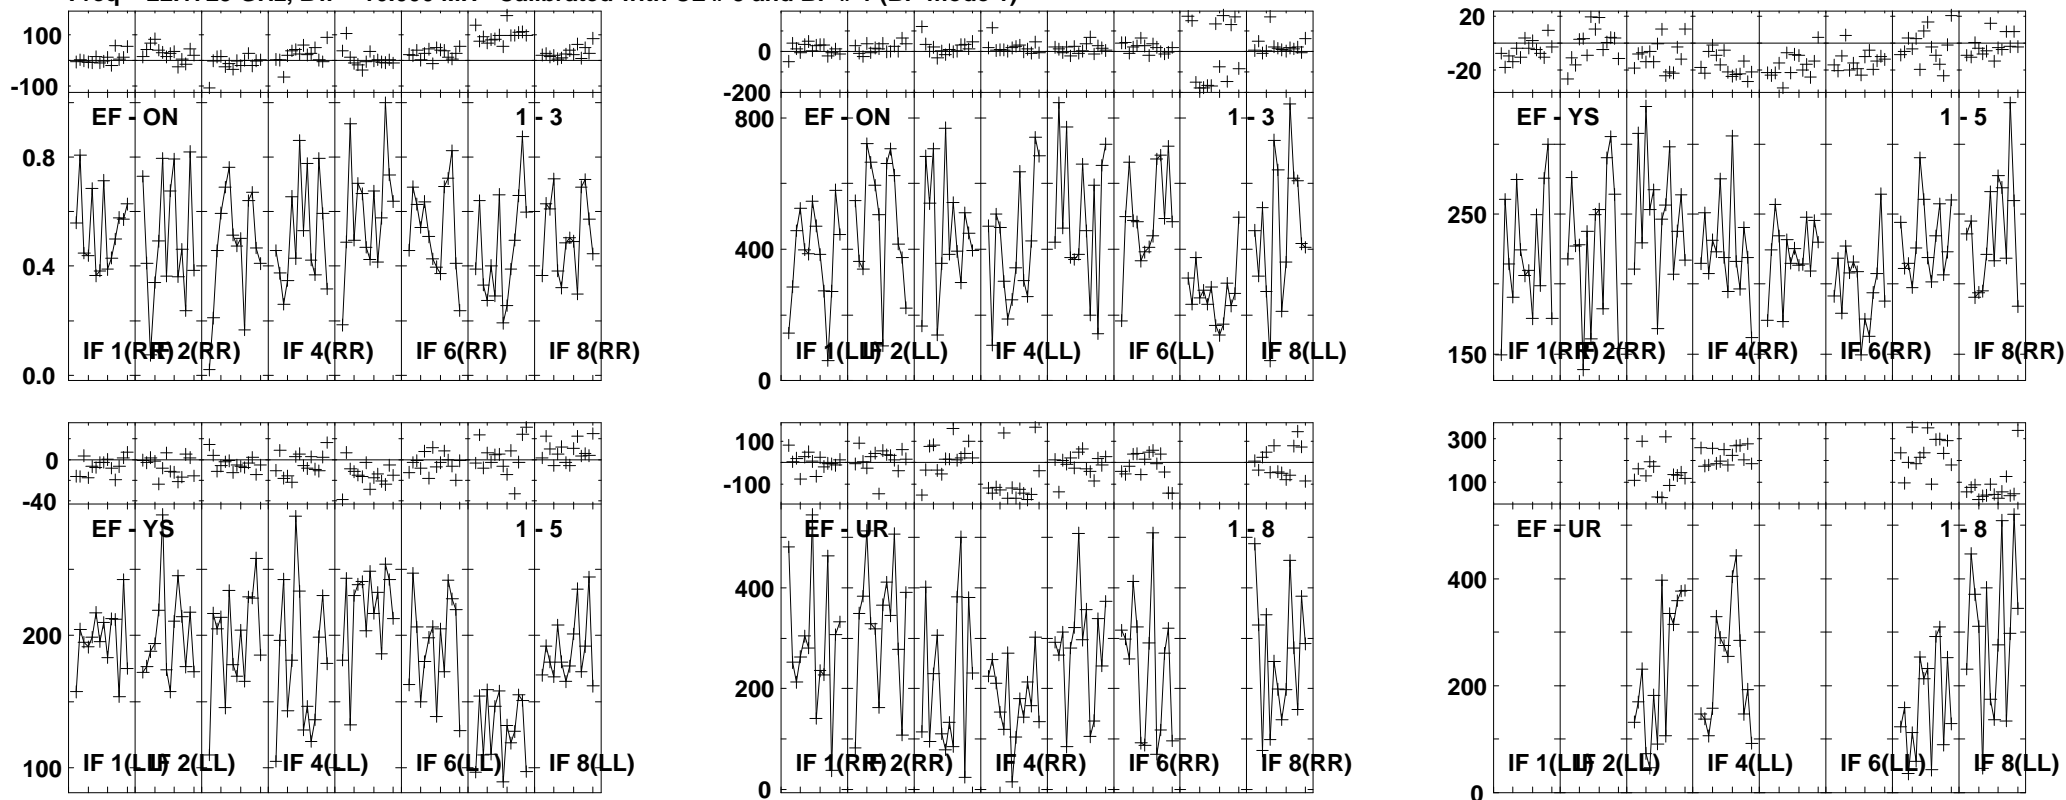 100
-100
EF - ON 1 - 3
0.8
0.4
0.0
IF 1(RR) IF 2(RR) IF 4(RR) IF 6(RR) IF 8(RR)
0
-200
800
EF - ON 1 - 3
400
0
IF 1(LL) IF 2(LL) IF 4(LL) IF 6(LL) IF 8(LL)
20
-20
EF - YS 1 - 5
250
150
IF 1(RR) IF 2(RR) IF 4(RR) IF 6(RR) IF 8(RR)
0
-40
EF - YS 1 - 5
200
100
IF 1(LL) IF 2(LL) IF 4(LL) IF 6(LL) IF 8(LL)
100
-100
EF - UR 1 - 8
400
200
0
IF 1(RR) IF 2(RR) IF 4(RR) IF 6(RR) IF 8(RR)
300
100
EF - UR 1 - 8
400
200
0
IF 1(LL) IF 2(LL) IF 4(LL) IF 6(LL) IF 8(LL)